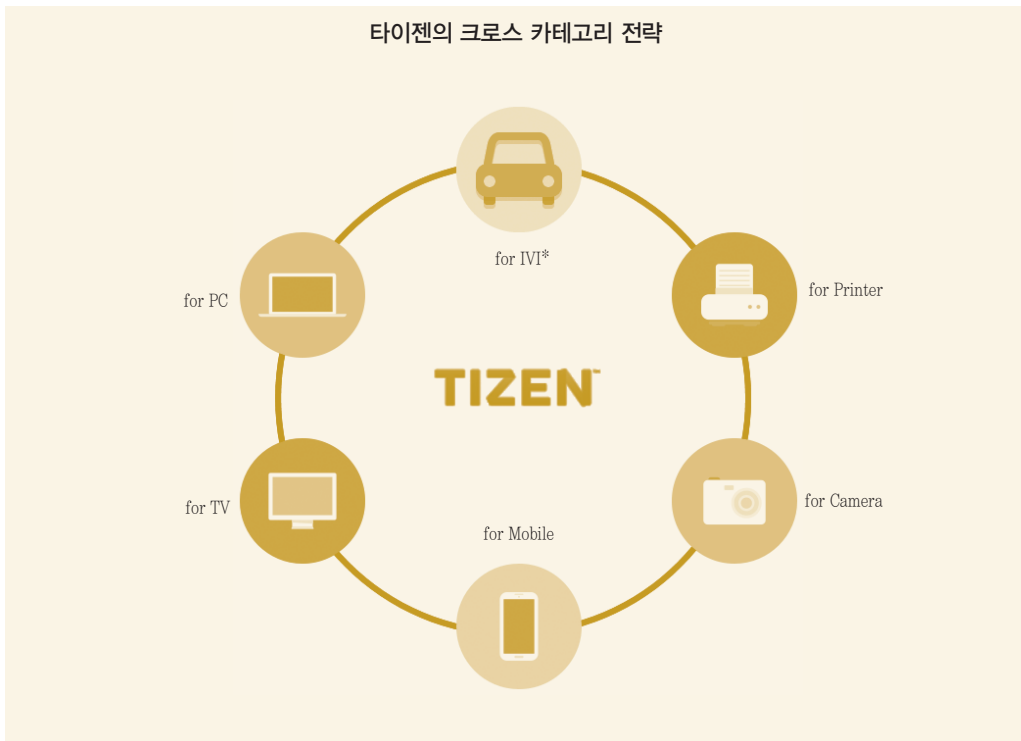 타이젠의 크로스 카테고리 전략
for IVI*
for PC
for Printer
TIZEN™
for TV
for Camera
for Mobile